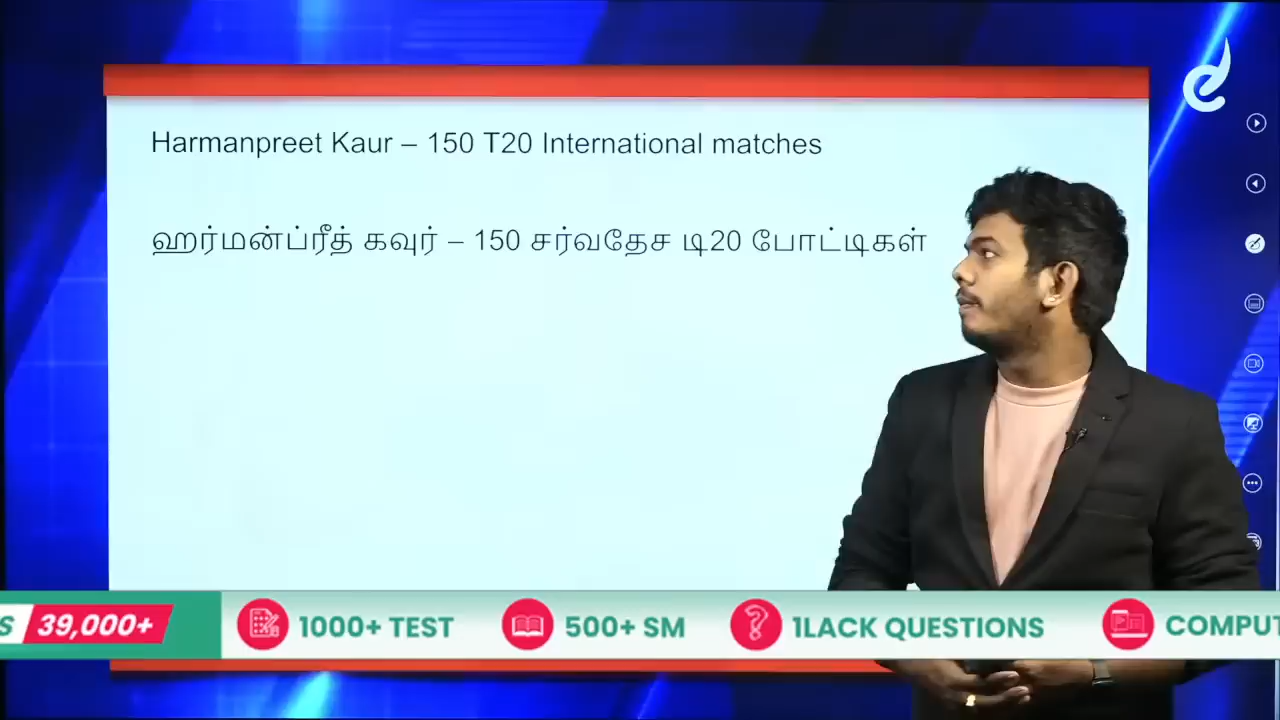 Harmanpreet Kaur – 150 T20 International matches
ஹர்மன்ப்ரீத் கவுர் – 150 சர்வதேச டி20 போட்டிகள்
S 39,000+ 1000+ TEST 500+ SM 1LACK QUESTIONS COMPUT